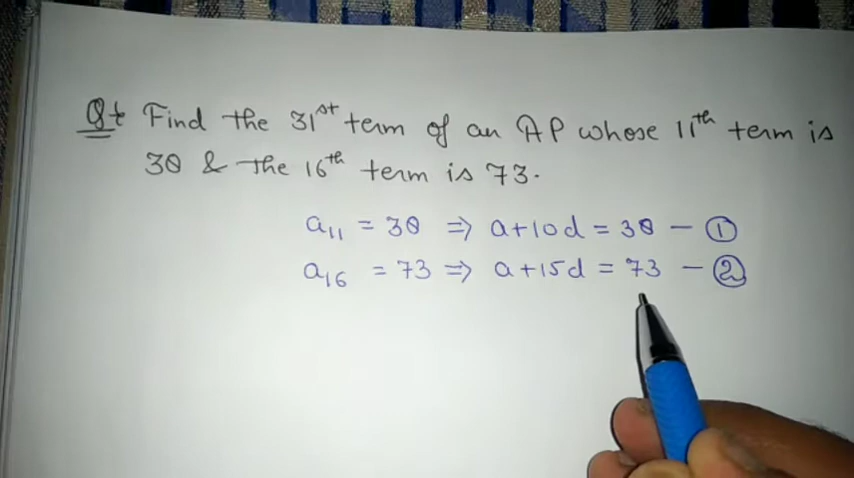 Q† Find the 31st term of an AP whose 11th term is
38 & the 16th term is 73.
a11 = 38 ⇒ a+10d = 38 — ①
a16 = 73 ⇒ a+15d = 73 — ②